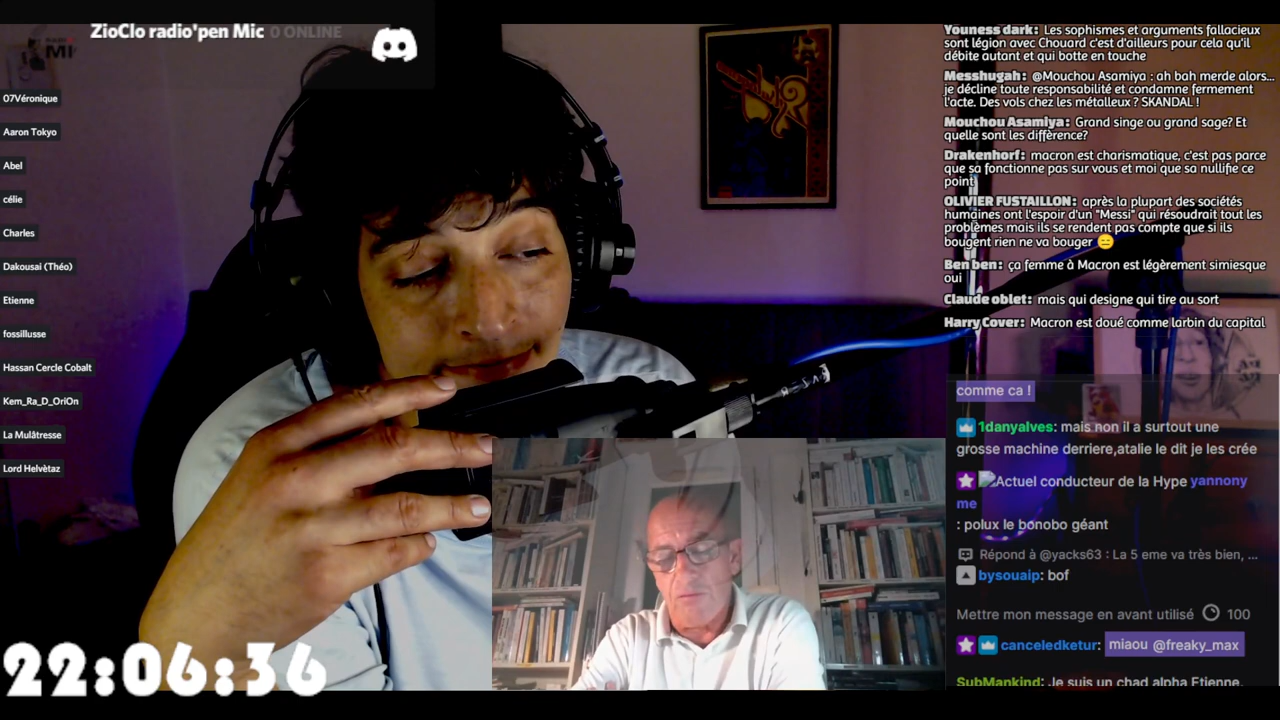 ZioClo radio'pen Mic 0 ONLINE
07Véronique
Aaron Tokyo
Abel
célie
Charles
Dakousai (Théo)
Etienne
fossillusse
Hassan Cercle Cobalt
Kem_Ra_D_OriOn
La Mulâtresse
Lord Helvètaz
22:06:36
Youness dark: Les sophismes et arguments fallacieux
sont légion avec Chouard c'est d'ailleurs pour cela qu'il
débite autant et qui botte en touche
Messhugah: @Mouchou Asamiya : ah bah merde alors...
je décline toute responsabilité et condamne fermement
l'acte. Des vols chez les métalleux ? SKANDAL !
Mouchou Asamiya: Grand singe ou grand sage? Et
quelle sont les diffèrence?
Drakenhorf: macron est charismatique, c'est pas parce
que sa fonctionne pas sur vous et moi que sa nullifie ce
point
OLIVIER FUSTAILLON: après la plupart des sociétés
humaines ont l'espoir d'un "Messi" qui résoudrait tout les
problèmes mais ils se rendent pas compte que si ils
bougent rien ne va bouger 😑
Ben ben: ça femme à Macron est légèrement simiesque
oui
Claude oblet: mais qui designe qui tire au sort
Harry Cover: Macron est doué comme larbin du capital
comme ca !
1danyalves: mais non il a surtout une
grosse machine derriere,atalie le dit je les crée
Actuel conducteur de la Hype yannony
me
: polux le bonobo géant
Répond à @yacks63 : La 5 eme va très bien, ...
bysouaip: bof
Mettre mon message en avant utilisé 100
canceledketur: miaou @freaky_max
SubMankind: Je suis un chad alpha Etienne,